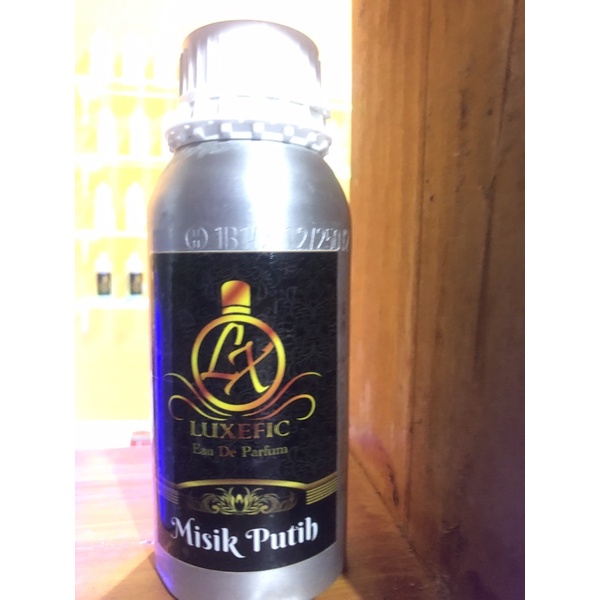 LX
LUXEFIC
Eau De Parfum
Misik Putih